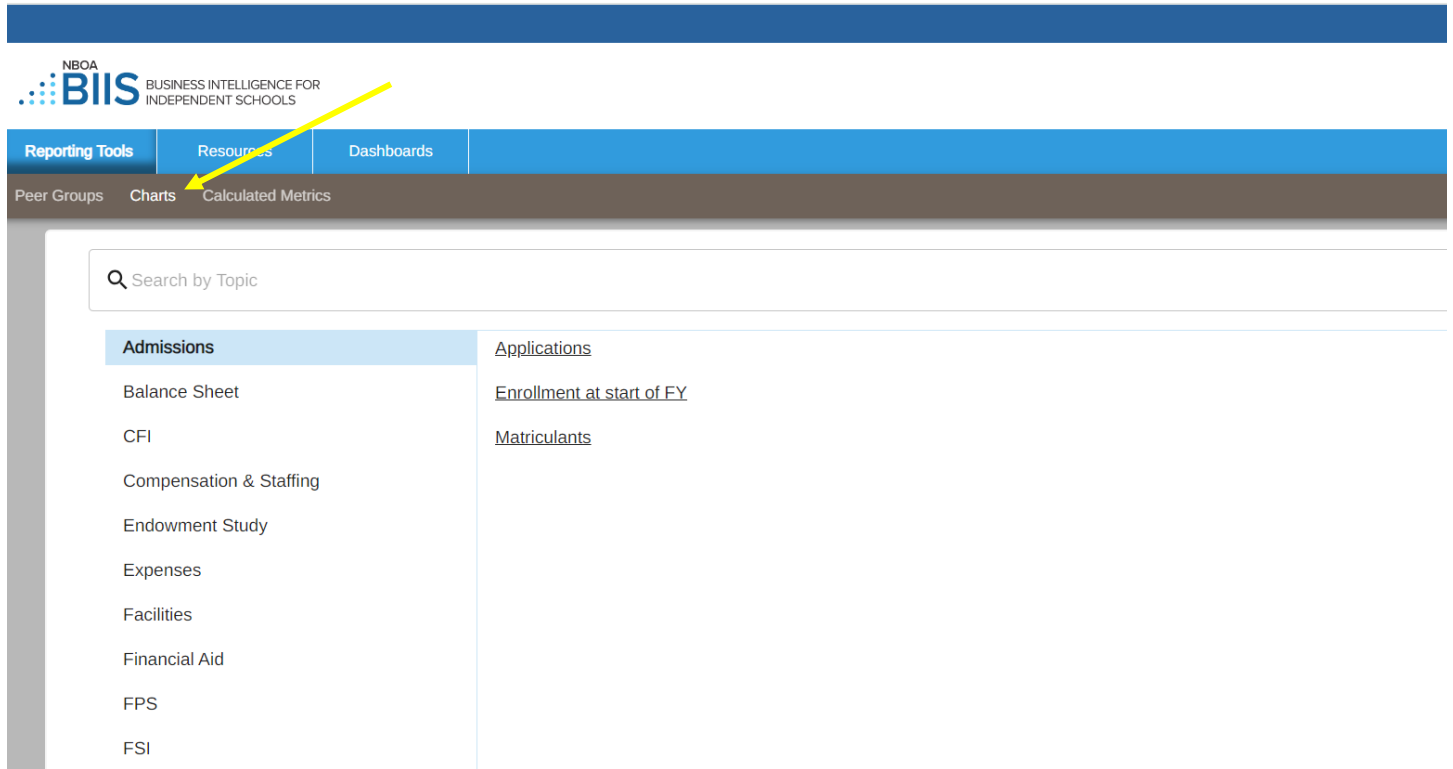 NBOA
BIIS BUSINESS INTELLIGENCE FOR
INDEPENDENT SCHOOLS
Reporting Tools Resources Dashboards
Peer Groups Charts Calculated Metrics
Search by Topic
Admissions
Balance Sheet
CFI
Compensation & Staffing
Endowment Study
Expenses
Facilities
Financial Aid
FPS
FSI
Applications
Enrollment at start of FY
Matriculants